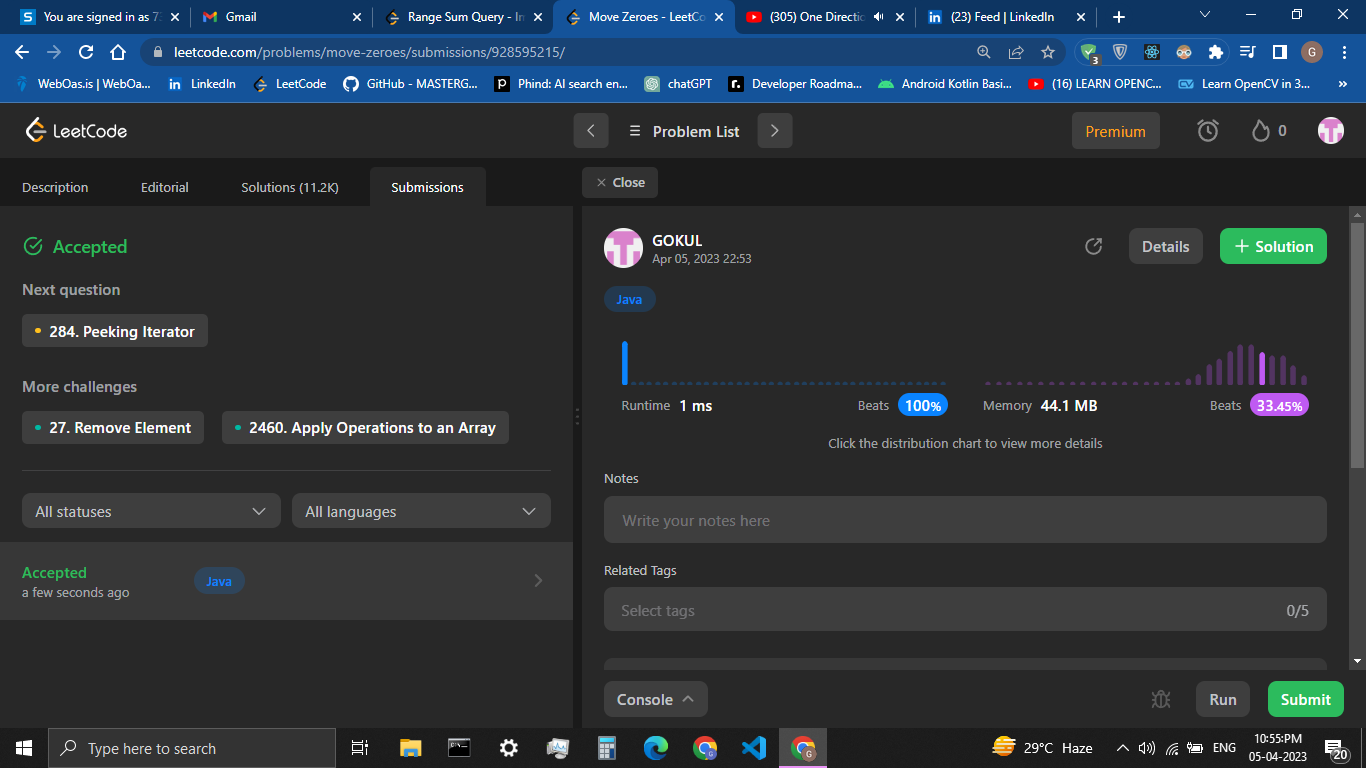 You are signed in as 7
Gmail
Range Sum Query - Im
Move Zeroes - LeetCo
(305) One Directic
(23) Feed | LinkedIn
leetcode.com/problems/move-zeroes/submissions/928595215/
3
G
WebOas.is | WebOa...
LinkedIn
LeetCode
GitHub - MASTERG...
Phind: AI search en...
chatGPT
Developer Roadma...
Android Kotlin Basi...
(16) LEARN OPENC...
Learn OpenCV in 3...
»
LeetCode
Problem List
Premium
0
Description
Editorial
Solutions (11.2K)
Submissions
Close
Accepted
Next question
284. Peeking Iterator
More challenges
27. Remove Element
2460. Apply Operations to an Array
All statuses
All languages
Accepted
a few seconds ago
Java
GOKUL
Apr 05, 2023 22:53
Details
+ Solution
Java
Runtime 1 ms
Beats 100%
Memory 44.1 MB
Beats 33.45%
Click the distribution chart to view more details
Notes
Write your notes here
Related Tags
Select tags
0/5
Console
Run
Submit
Type here to search
29°C Haze
ENG
10:55:PM
05-04-2023
20